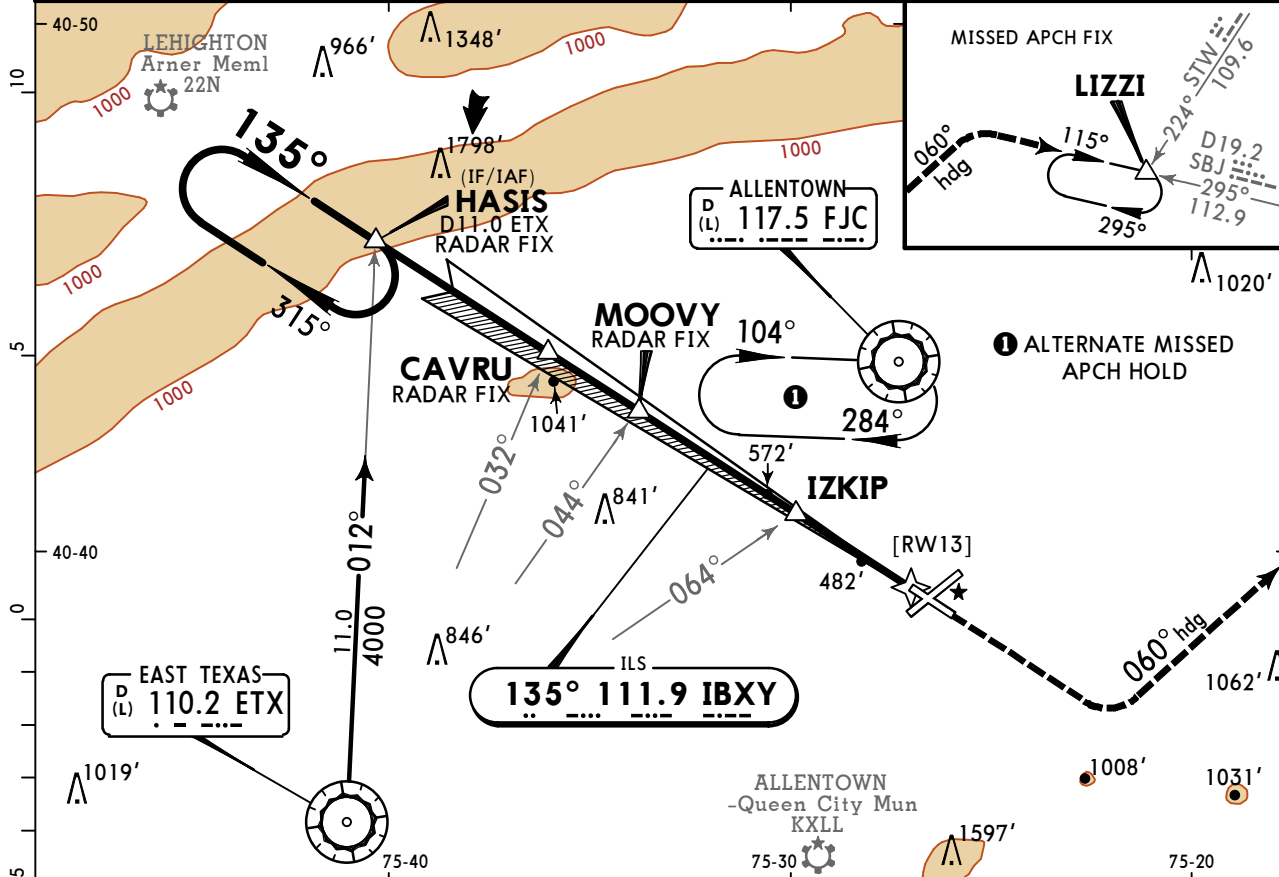 40-50
LEHIGHTON
Arner Meml
22N
966'
1348'
1000
10
1000
135°
1798'
(IF/IAF)
HASIS
D11.0 ETX
RADAR FIX
1000
MISSED APCH FIX
LIZZI
STW
109.6
224°
060°
hdg
115°
D19.2
SBJ
295°
112.9
295°
ALLENTOWN
D
(L)
117.5 FJC
1020'
1000
315°
5
MOOVY
RADAR FIX
104°
1
284°
1 ALTERNATE MISSED
APCH HOLD
CAVRU
RADAR FIX
1000
1041'
032°
044°
841'
572'
IZKIP
40-40
[RW13]
482'
064°
012°
0
11.0
4000
846'
060° hdg
1062'
ILS
135° 111.9 IBXY
EAST TEXAS
D
(L)
110.2 ETX
1019'
1008'
1031'
ALLENTOWN
-Queen City Mun
KXLL
1597'
5
75-40
75-30
75-20